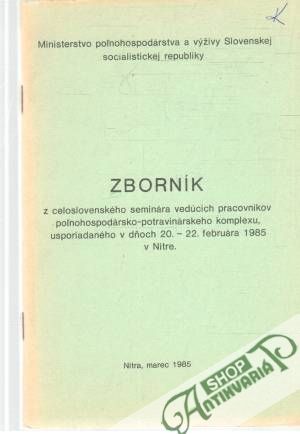 K
Ministerstvo poľnohospodárstva a výživy Slovenskej
socialistickej republiky
ZBORNÍK
z celoslovenského seminára vedúcich pracovníkov
poľnohospodársko-potravinárskeho komplexu,
usporiadaného v dňoch 20. – 22. februára 1985
v Nitre.
Nitra, marec 1985
SHOP
ANTIKVARIÁT